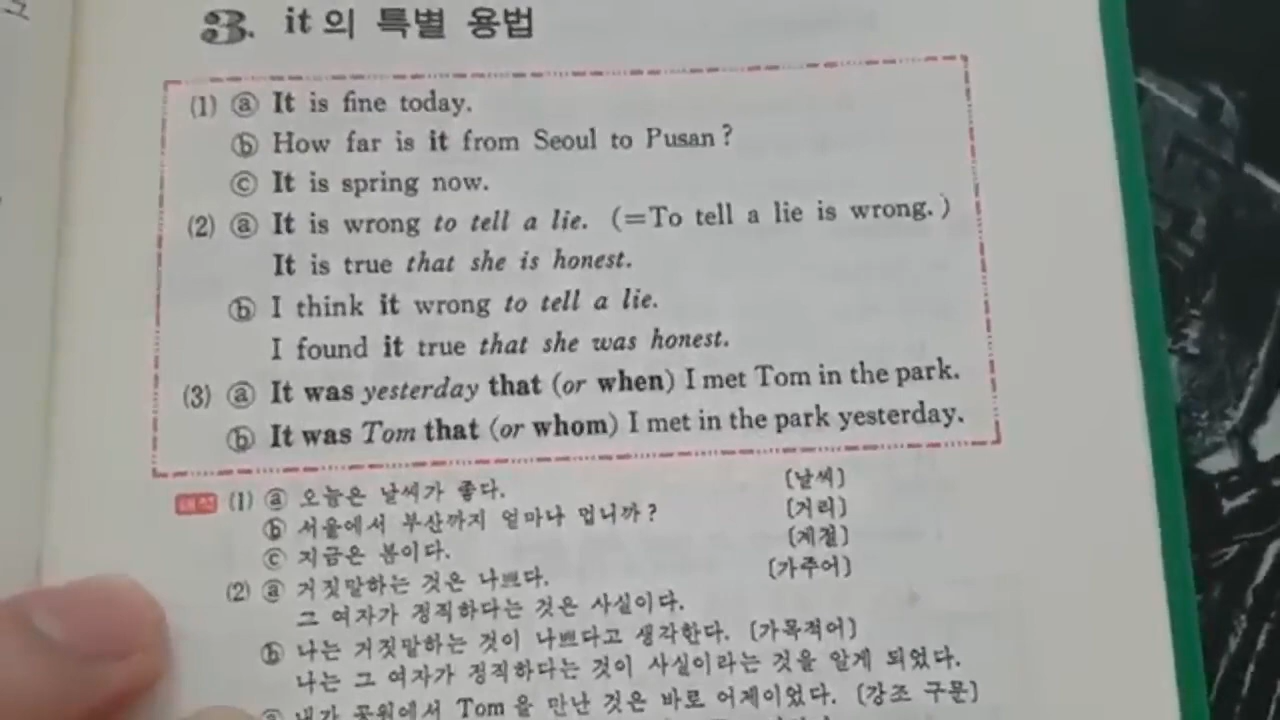 3. it의 특별 용법
(1) ⓐ It is fine today.
ⓑ How far is it from Seoul to Pusan?
ⓒ It is spring now.
(2) ⓐ It is wrong to tell a lie. (=To tell a lie is wrong.)
It is true that she is honest.
ⓑ I think it wrong to tell a lie.
I found it true that she was honest.
(3) ⓐ It was yesterday that (or when) I met Tom in the park.
ⓑ It was Tom that (or whom) I met in the park yesterday.
해석 (1) ⓐ 오늘은 날씨가 좋다. [날씨]
ⓑ 서울에서 부산까지 얼마나 멉니까? [거리]
ⓒ 지금은 봄이다. [계절]
(2) ⓐ 거짓말하는 것은 나쁘다. [가주어]
그 여자가 정직하다는 것은 사실이다.
ⓑ 나는 거짓말하는 것이 나쁘다고 생각한다. [가목적어]
나는 그 여자가 정직하다는 것이 사실이라는 것을 알게 되었다.
ⓐ 내가 공원에서 Tom을 만난 것은 바로 어제이었다. [강조 구문]